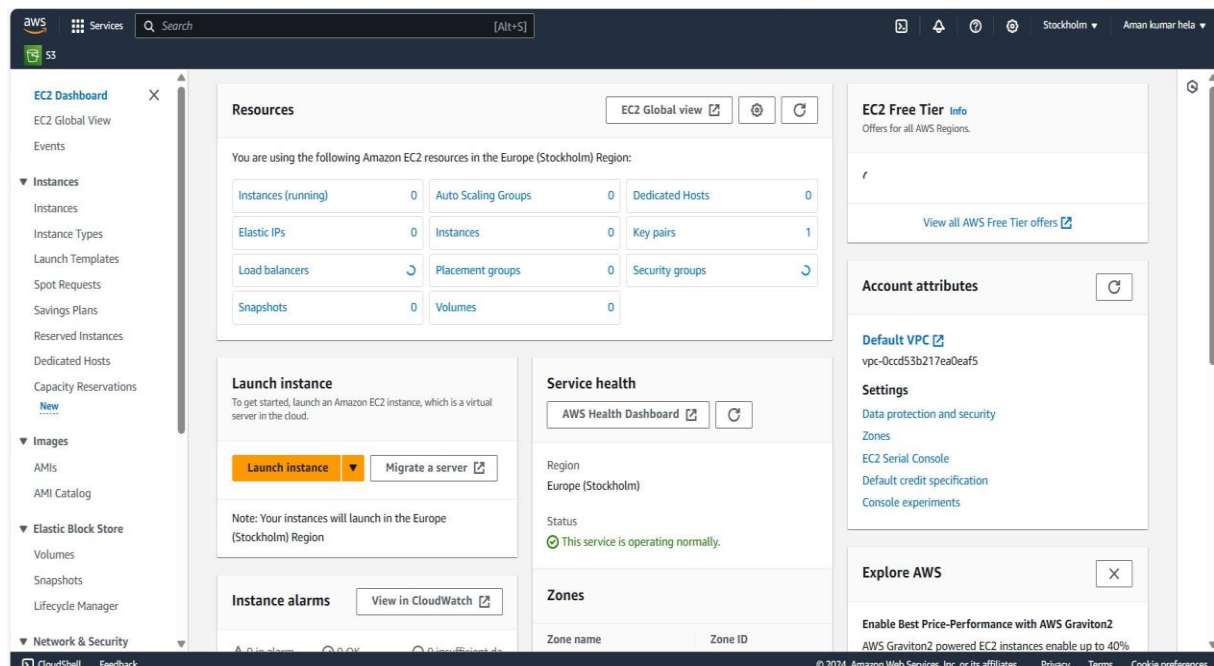 aws
Services
Search
[Alt+S]
Stockholm
Aman kumar hela
S3
EC2 Dashboard
EC2 Global View
Events
Instances
Instances
Instance Types
Launch Templates
Spot Requests
Savings Plans
Reserved Instances
Dedicated Hosts
Capacity Reservations
New
Images
AMIs
AMI Catalog
Elastic Block Store
Volumes
Snapshots
Lifecycle Manager
Network & Security
Resources
EC2 Global view
You are using the following Amazon EC2 resources in the Europe (Stockholm) Region:
Instances (running) 0
Auto Scaling Groups 0
Dedicated Hosts 0
Elastic IPs 0
Instances 0
Key pairs 1
Load balancers
Placement groups 0
Security groups
Snapshots 0
Volumes 0
Launch instance
To get started, launch an Amazon EC2 instance, which is a virtual
server in the cloud.
Launch instance
Migrate a server
Note: Your instances will launch in the Europe
(Stockholm) Region
Instance alarms
View in CloudWatch
0 in alarm
0 OK
0 insufficient da
Service health
AWS Health Dashboard
Region
Europe (Stockholm)
Status
This service is operating normally.
Zones
Zone name
Zone ID
EC2 Free Tier Info
Offers for all AWS Regions.
View all AWS Free Tier offers
Account attributes
Default VPC
vpc-0ccd53b217ea0eaf5
Settings
Data protection and security
Zones
EC2 Serial Console
Default credit specification
Console experiments
Explore AWS
Enable Best Price-Performance with AWS Graviton2
AWS Graviton2 powered EC2 instances enable up to 40%
CloudShell
Feedback
© 2024, Amazon Web Services, Inc. or its affiliates.
Privacy
Terms
Cookie preferences